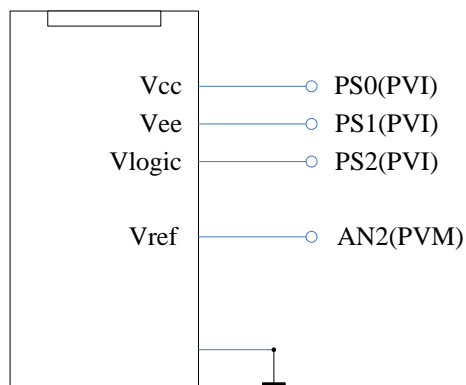 Vcc PS0(PVI)
Vee PS1(PVI)
Vlogic PS2(PVI)
Vref AN2(PVM)